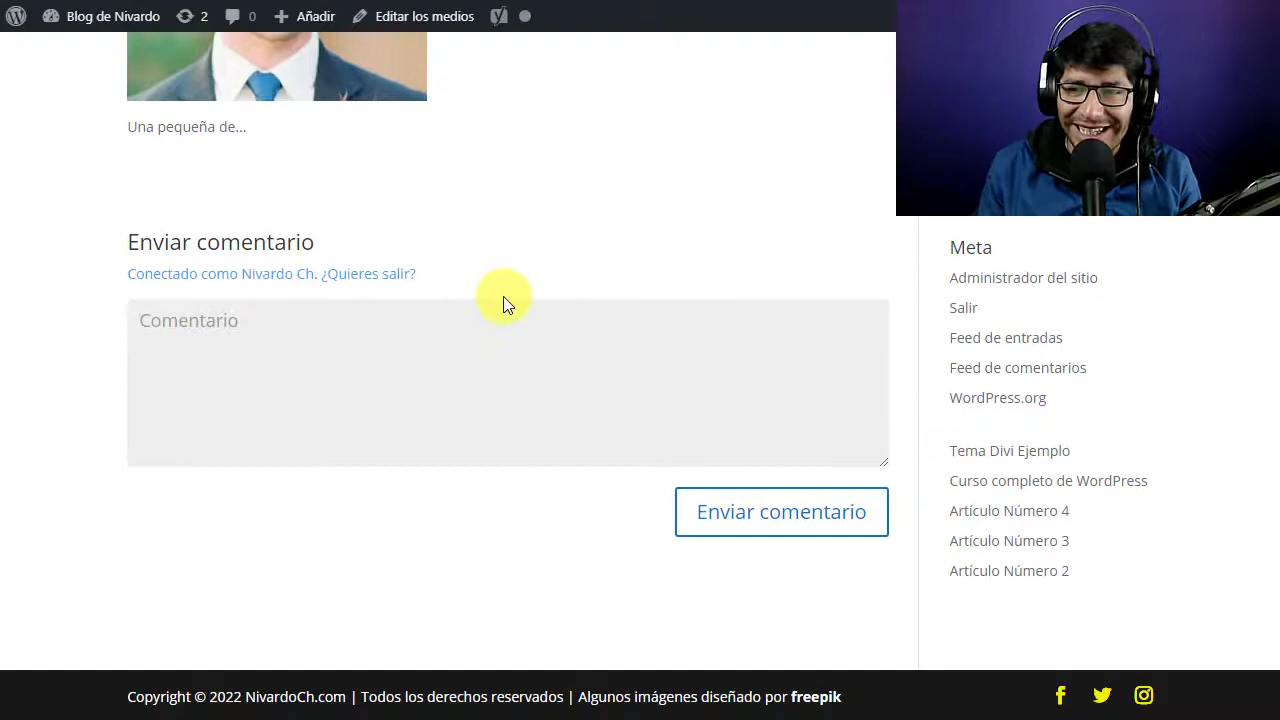 Blog de Nivardo 2 0 Añadir Editar los medios
Una pequeña de...
Enviar comentario
Conectado como Nivardo Ch. ¿Quieres salir?
Comentario
Enviar comentario
Meta
Administrador del sitio
Salir
Feed de entradas
Feed de comentarios
WordPress.org
Tema Divi Ejemplo
Curso completo de WordPress
Artículo Número 4
Artículo Número 3
Artículo Número 2
Copyright © 2022 NivardoCh.com | Todos los derechos reservados | Algunos imágenes diseñado por freepik